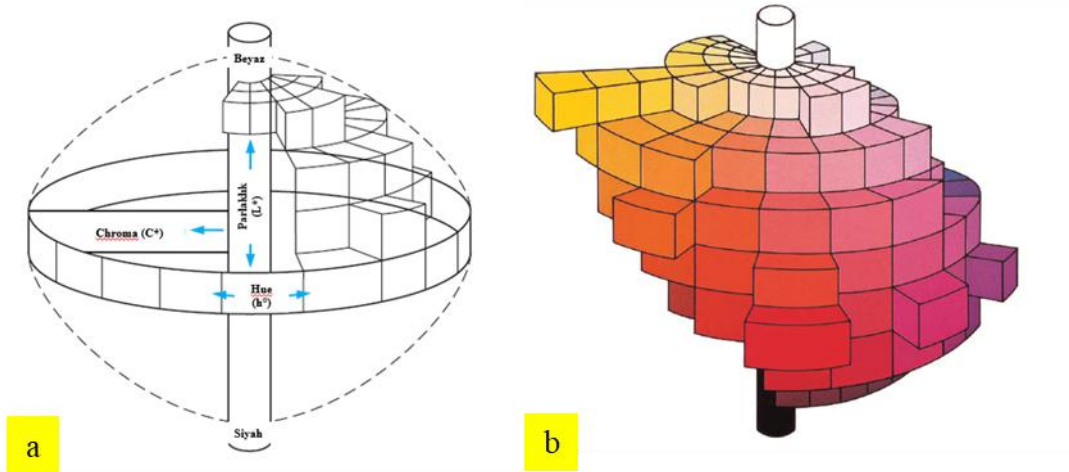 Beyaz
Parlaklık
(L*)
Chroma (C*)
Hue
(h°)
Siyah
a
b